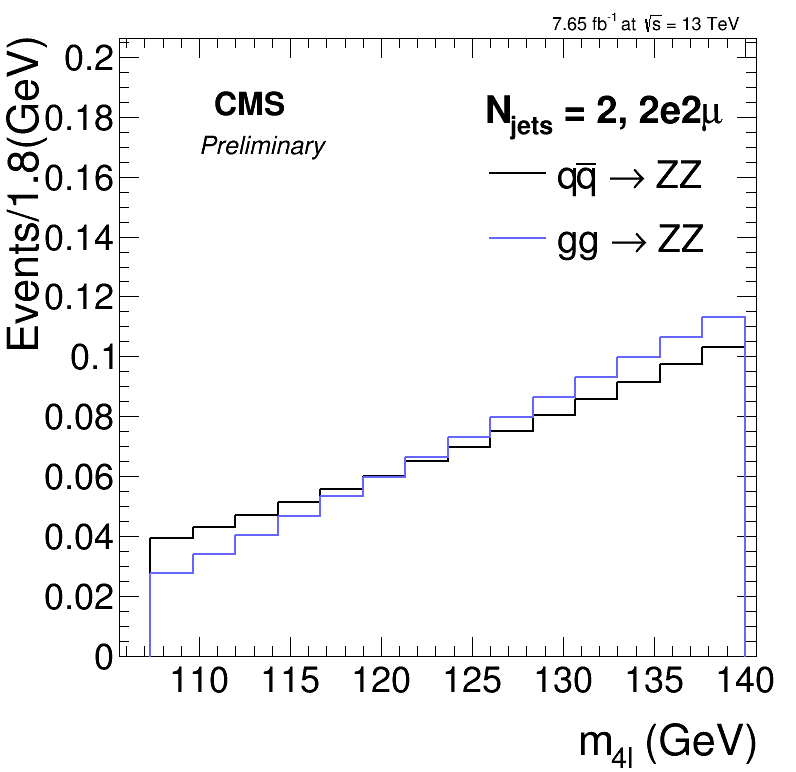 7.65 fb⁻¹ at √s = 13 TeV
CMS
Preliminary
N_jets = 2, 2e2μ
qq̅ → ZZ
gg → ZZ
Events/1.8(GeV)
0.2
0.18
0.16
0.14
0.12
0.1
0.08
0.06
0.04
0.02
0
110 115 120 125 130 135 140
m_4l (GeV)